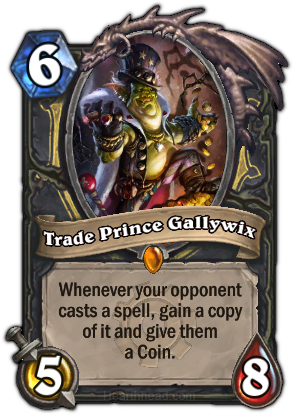 6
Trade Prince Gallywix
Whenever your opponent
casts a spell, gain a copy
of it and give them
a Coin.
5
8